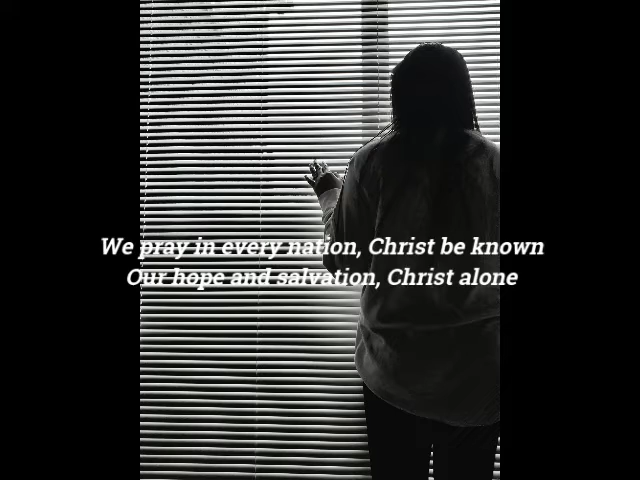 We pray in every nation, Christ be known
Our hope and salvation, Christ alone